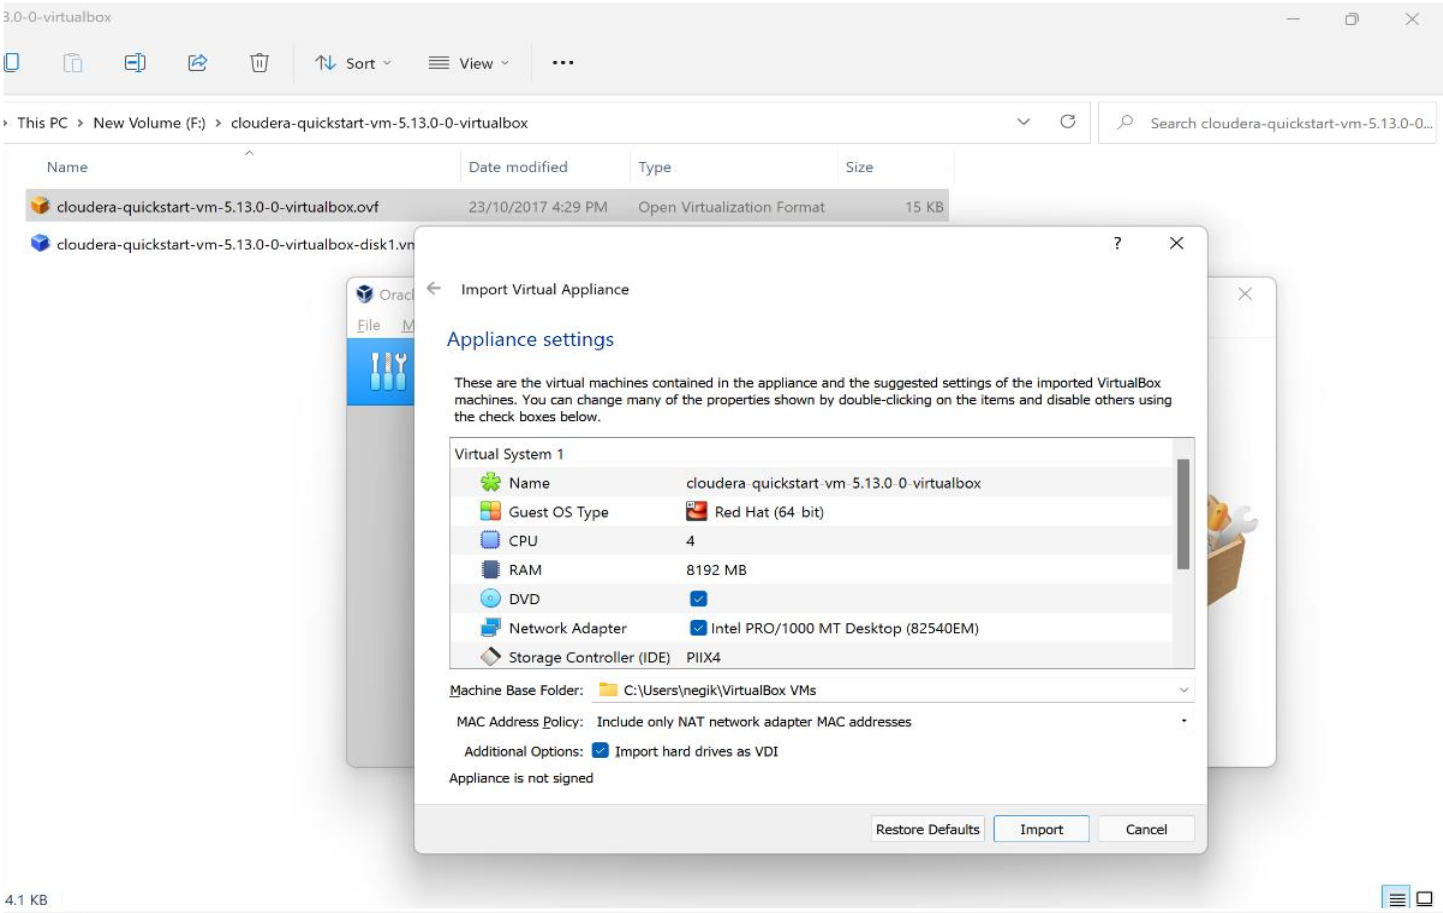 3.0-0-virtualbox
Sort View •••
This PC > New Volume (F:) > cloudera-quickstart-vm-5.13.0-0-virtualbox Search cloudera-quickstart-vm-5.13.0-0...
Name Date modified Type Size
cloudera-quickstart-vm-5.13.0-0-virtualbox.ovf 23/10/2017 4:29 PM Open Virtualization Format 15 KB
cloudera-quickstart-vm-5.13.0-0-virtualbox-disk1.vm
?
Orac
Import Virtual Appliance
File M
Appliance settings
These are the virtual machines contained in the appliance and the suggested settings of the imported VirtualBox
machines. You can change many of the properties shown by double-clicking on the items and disable others using
the check boxes below.
Virtual System 1
Name cloudera-quickstart-vm-5.13.0-0-virtualbox
Guest OS Type Red Hat (64-bit)
CPU 4
RAM 8192 MB
DVD
Network Adapter Intel PRO/1000 MT Desktop (82540EM)
Storage Controller (IDE) PIIX4
Machine Base Folder: C:\Users\negik\VirtualBox VMs
MAC Address Policy: Include only NAT network adapter MAC addresses
Additional Options: Import hard drives as VDI
Appliance is not signed
Restore Defaults Import Cancel
4.1 KB